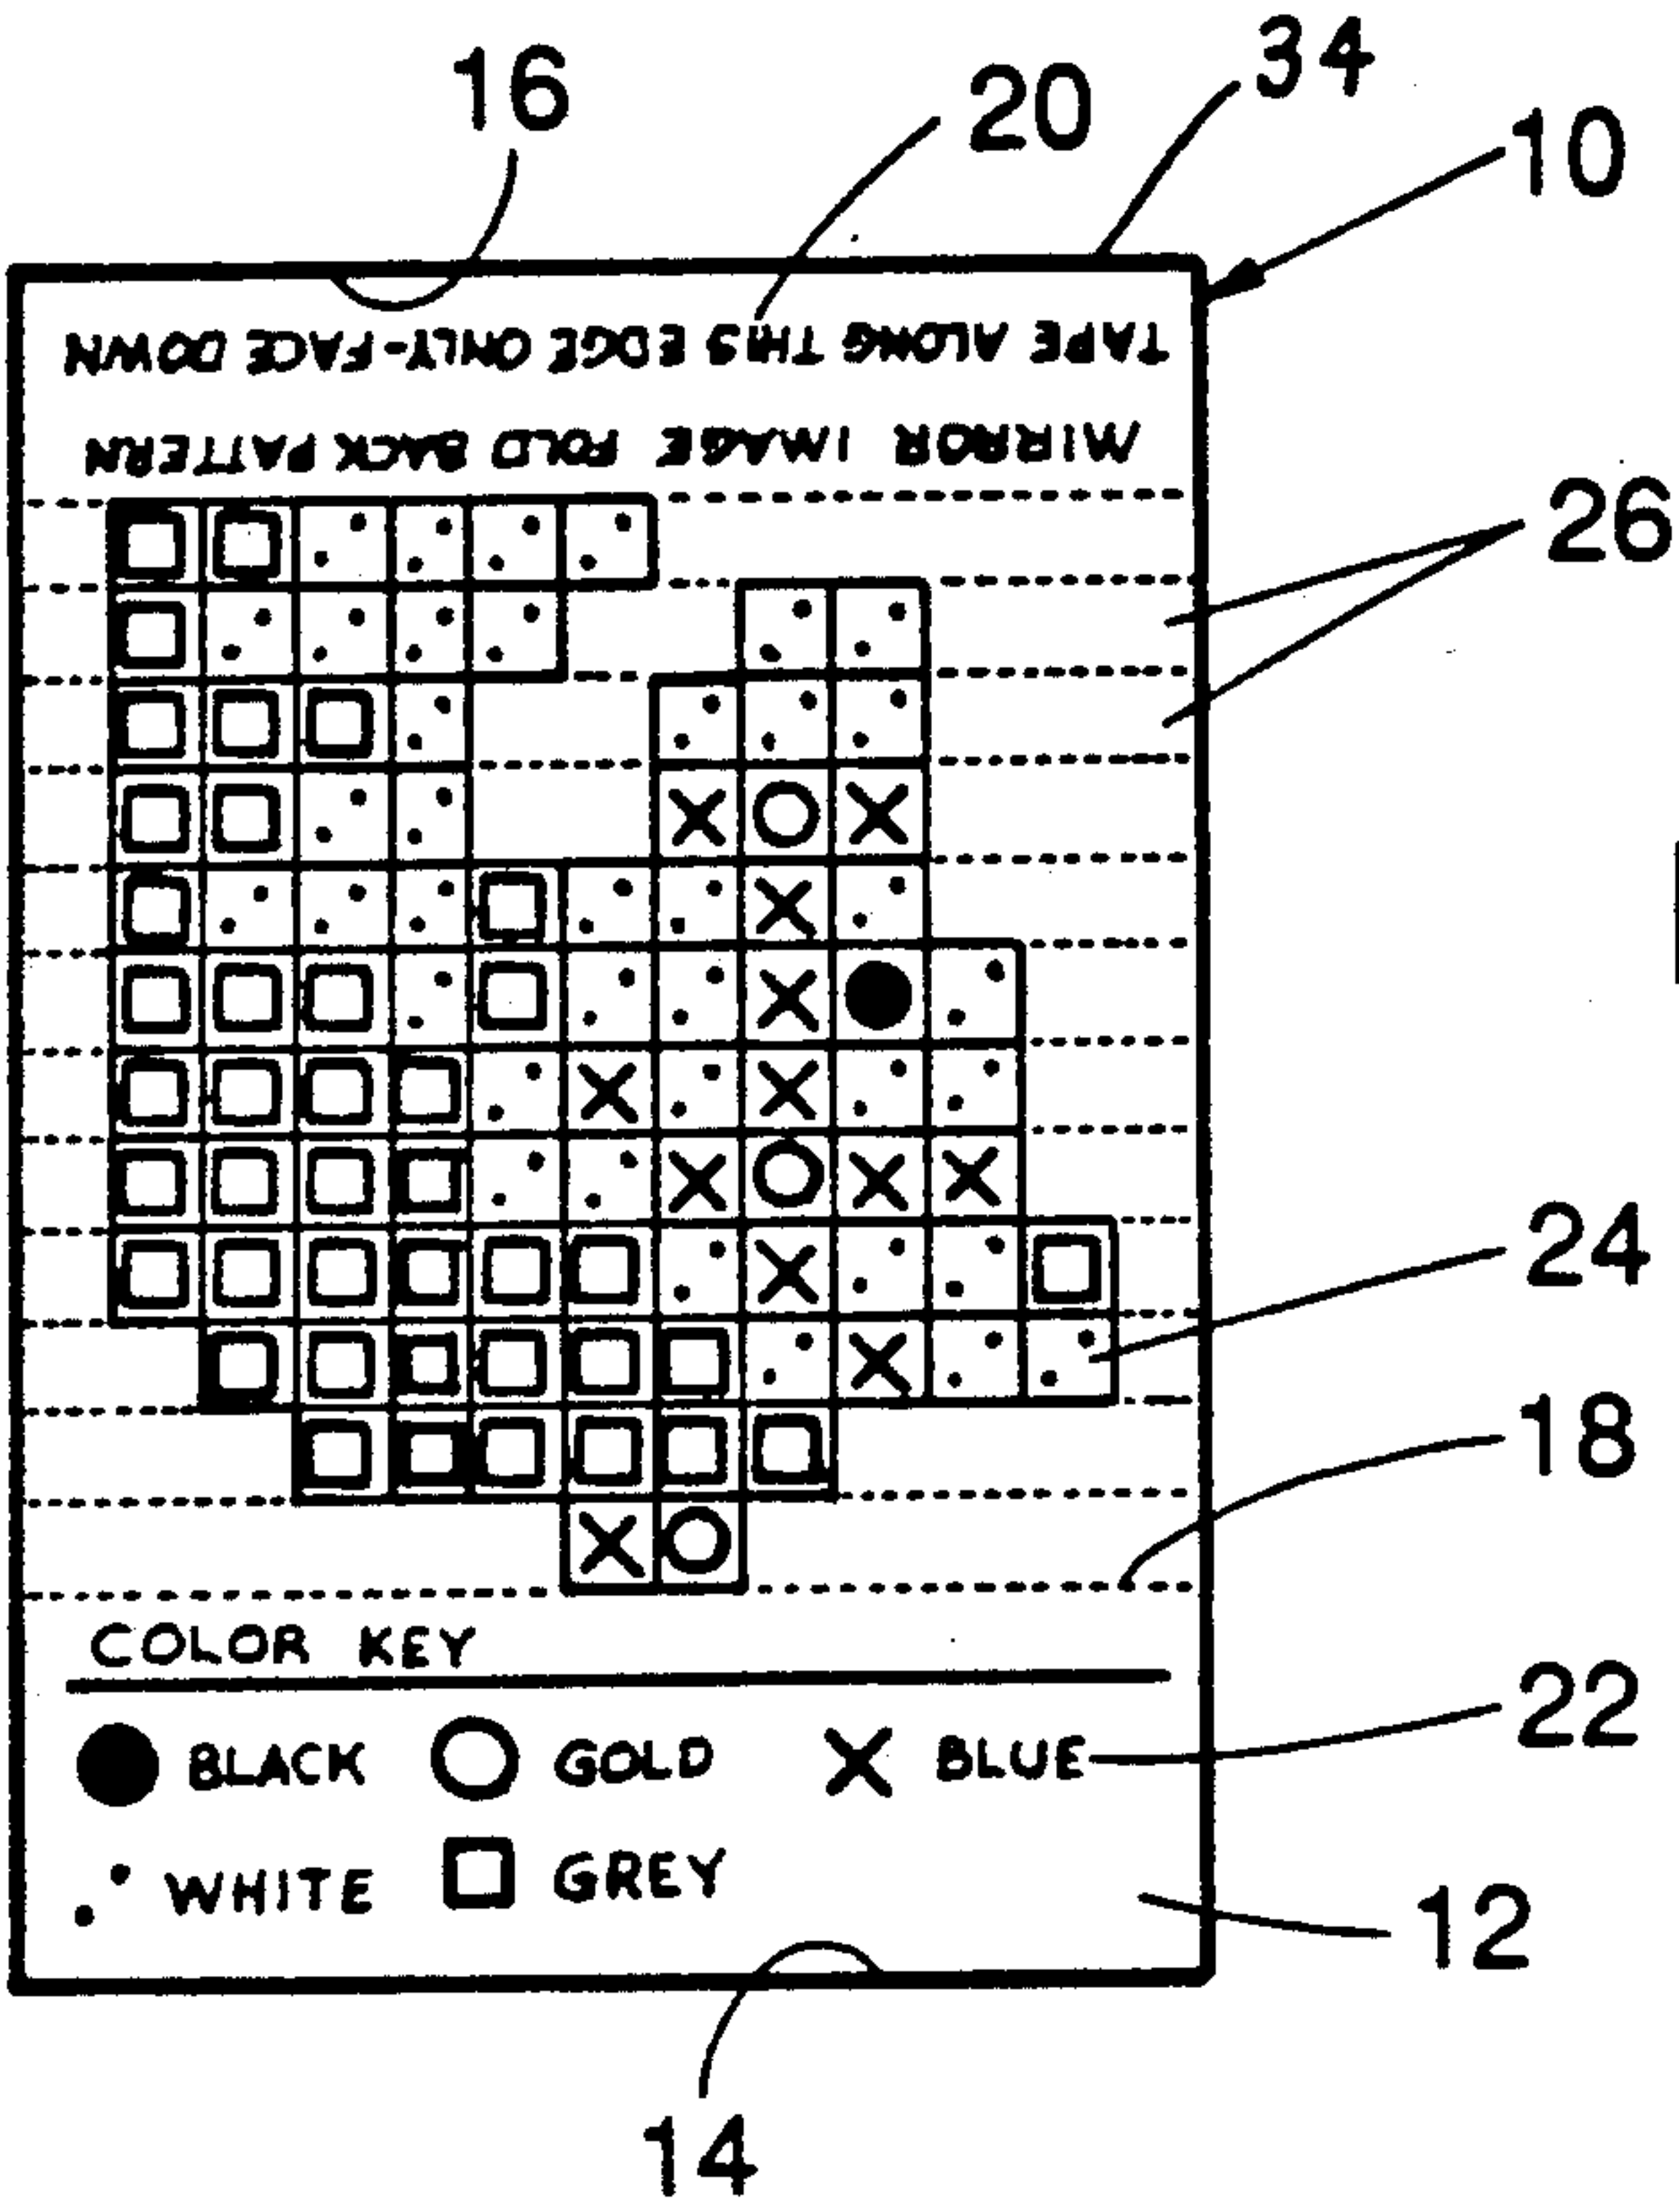 16 20 34
10
TAPE ALONG THIS EDGE ONLY-FACE DOWN
MIRROR IMAGE FOLD BACK PATTERN
26
24
18
COLOR KEY
BLACK GOLD BLUE 22
WHITE GREY
12
14